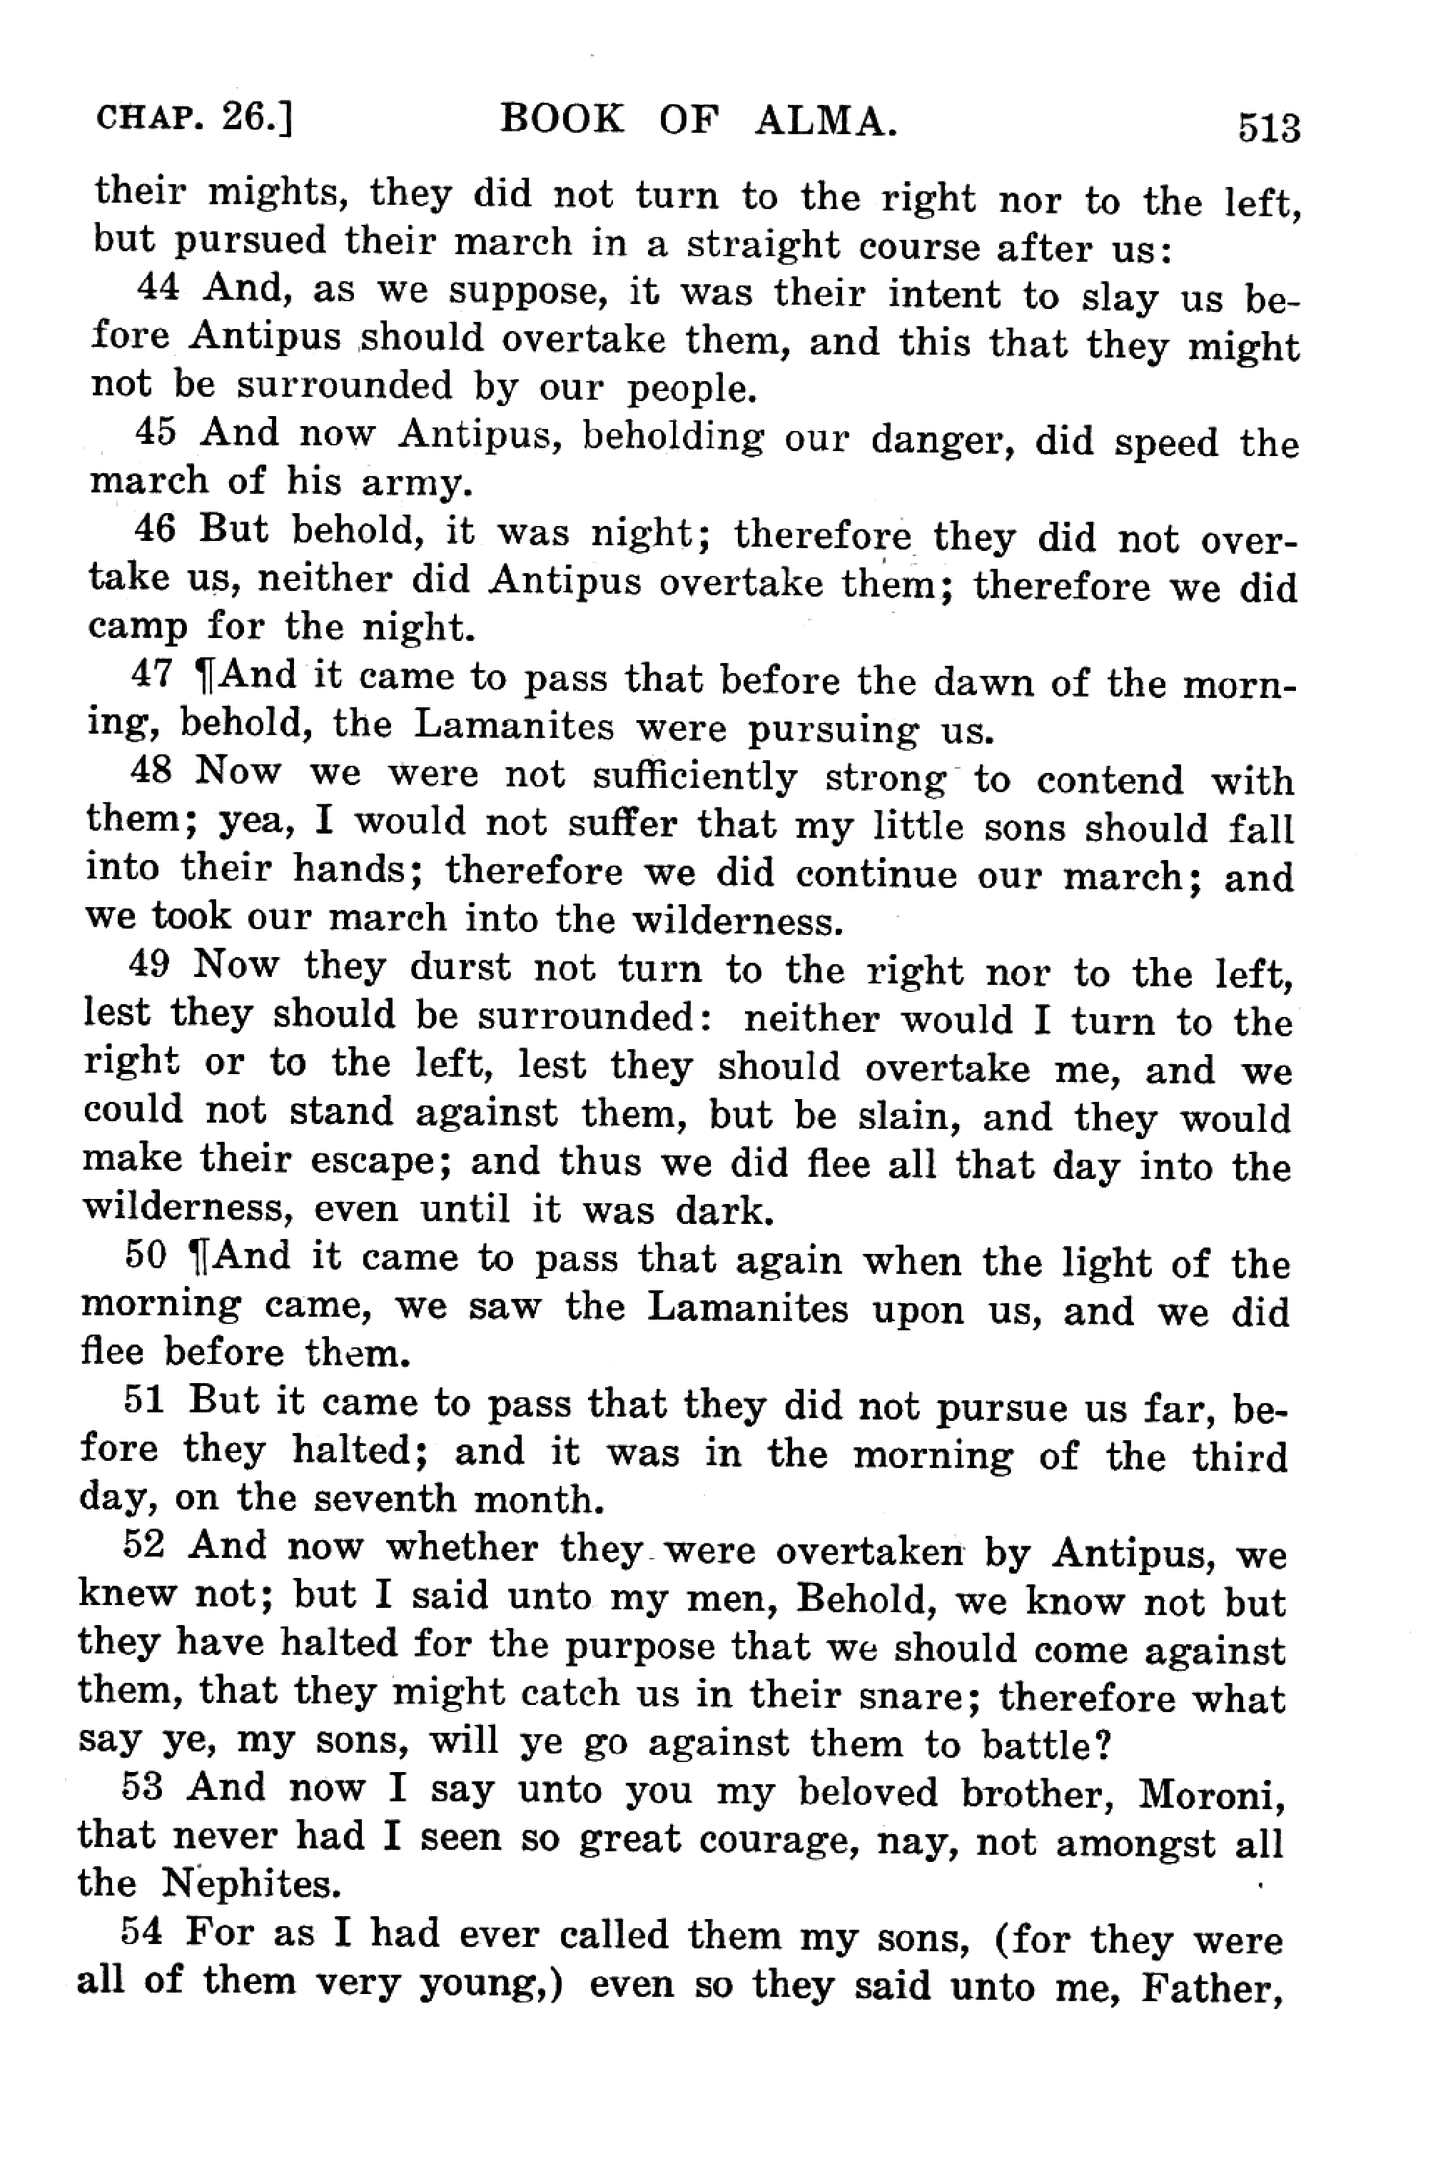 CHAP. 26.] BOOK OF ALMA. 513
their mights, they did not turn to the right nor to the left,
but pursued their march in a straight course after us:
44 And, as we suppose, it was their intent to slay us be-
fore Antipus should overtake them, and this that they might
not be surrounded by our people.
45 And now Antipus, beholding our danger, did speed the
march of his army.
46 But behold, it was night; therefore they did not over-
take us, neither did Antipus overtake them; therefore we did
camp for the night.
47 ¶And it came to pass that before the dawn of the morn-
ing, behold, the Lamanites were pursuing us.
48 Now we were not sufficiently strong to contend with
them; yea, I would not suffer that my little sons should fall
into their hands; therefore we did continue our march; and
we took our march into the wilderness.
49 Now they durst not turn to the right nor to the left,
lest they should be surrounded: neither would I turn to the
right or to the left, lest they should overtake me, and we
could not stand against them, but be slain, and they would
make their escape; and thus we did flee all that day into the
wilderness, even until it was dark.
50 ¶And it came to pass that again when the light of the
morning came, we saw the Lamanites upon us, and we did
flee before them.
51 But it came to pass that they did not pursue us far, be-
fore they halted; and it was in the morning of the third
day, on the seventh month.
52 And now whether they were overtaken by Antipus, we
knew not; but I said unto my men, Behold, we know not but
they have halted for the purpose that we should come against
them, that they might catch us in their snare; therefore what
say ye, my sons, will ye go against them to battle?
53 And now I say unto you my beloved brother, Moroni,
that never had I seen so great courage, nay, not amongst all
the Nephites.
54 For as I had ever called them my sons, (for they were
all of them very young,) even so they said unto me, Father,